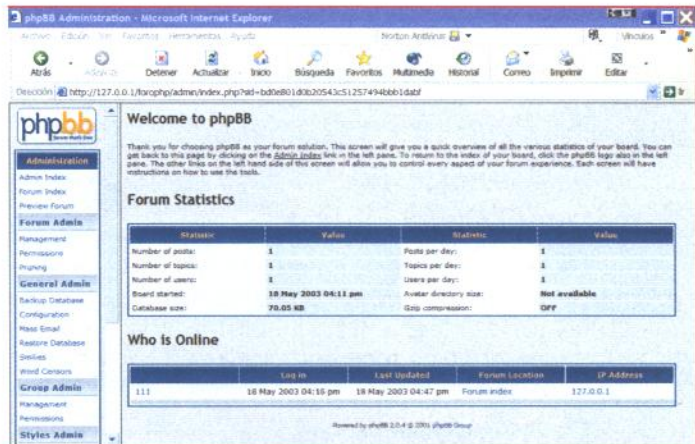 phpBB Administration - Microsoft Internet Explorer
Archivo Edición Ver Favoritos Herramientas Ayuda Norton AntiVirus Vínculos
Atrás Detener Actualizar Inicio Búsqueda Favoritos Multimedia Historial Correo Imprimir Editar
Dirección http://127.0.0.1/forophp/admin/index.php?sid=bd0e801d0b20543c51257494bbb1dabf
phpBB
Administration
Admin Index
Forum Index
Preview Forum
Forum Admin
Management
Permissions
Pruning
General Admin
Backup Database
Configuration
Mass Email
Restore Database
Smilies
Word Censors
Group Admin
Management
Permissions
Styles Admin
Welcome to phpBB
Thank you for choosing phpBB as your forum solution. This screen will give you a quick overview of all the various statistics of your board. You can
get back to this page by clicking on the Admin Index link in the left pane. To return to the index of your board, click the phpBB logo also in the left
pane. The other links on the left hand side of this screen will allow you to control every aspect of your forum experience. Each screen will have
instructions on how to use the tools.
Forum Statistics
Statistic Value Statistic Value
Number of posts: 1 Posts per day: 1
Number of topics: 1 Topics per day: 1
Number of users: 1 Users per day: 1
Board started: 18 May 2003 04:11 pm Avatar directory size: Not available
Database size: 70.05 KB Gzip compression: OFF
Who is Online
Log in Last Updated Forum Location IP Address
111 18 May 2003 04:16 pm 18 May 2003 04:47 pm Forum index 127.0.0.1
Powered by phpBB 2.0.4 © 2001 phpBB Group